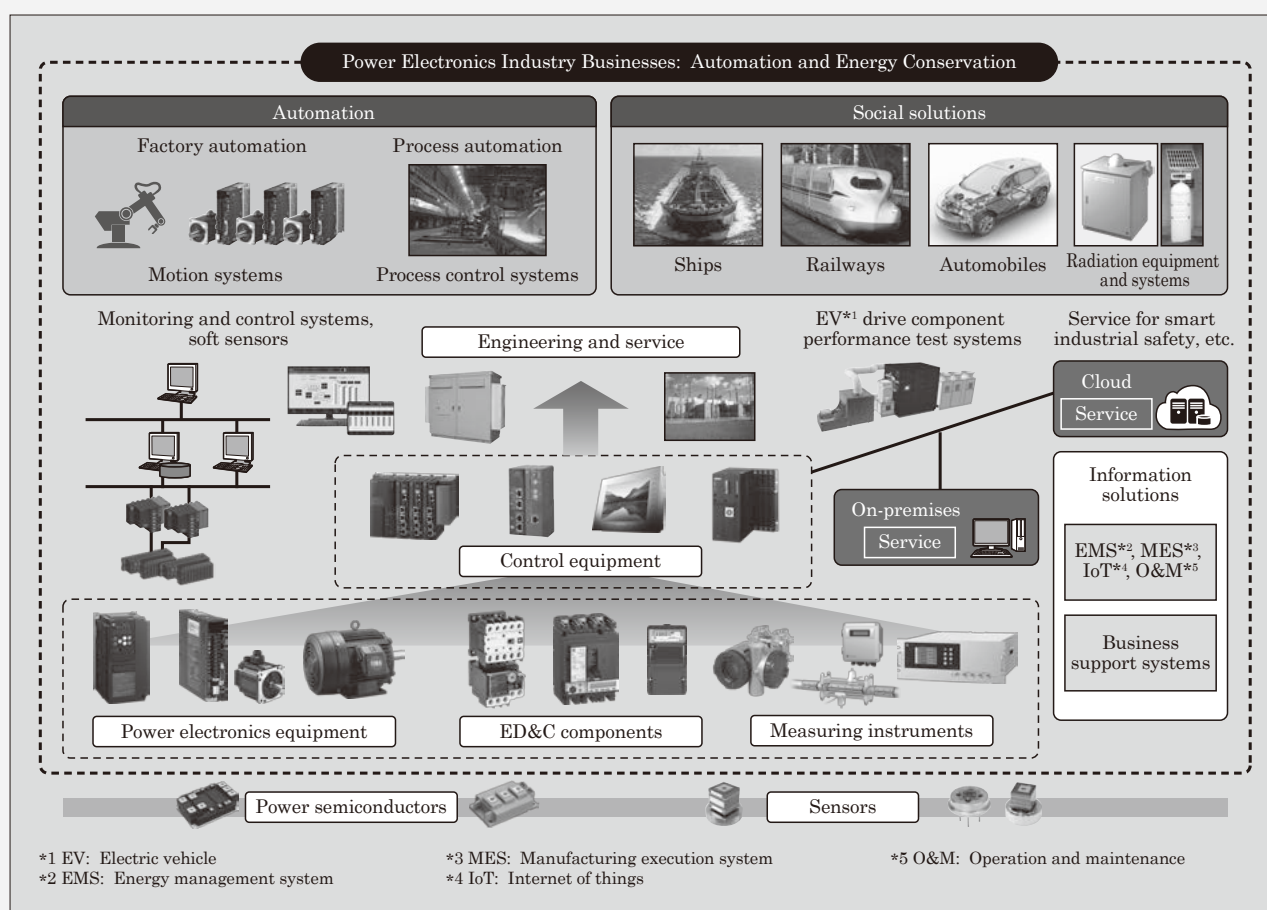 Power Electronics Industry Businesses: Automation and Energy Conservation
Automation
Factory automation
Process automation
Motion systems
Process control systems
Social solutions
Ships
Railways
Automobiles
Radiation equipment
and systems
Monitoring and control systems,
soft sensors
Engineering and service
EV*1 drive component
performance test systems
Service for smart
industrial safety, etc.
Cloud
Service
On-premises
Service
Information
solutions
EMS*2, MES*3,
IoT*4, O&M*5
Business
support systems
Control equipment
Power electronics equipment
ED&C components
Measuring instruments
Power semiconductors
Sensors
*1 EV: Electric vehicle
*2 EMS: Energy management system
*3 MES: Manufacturing execution system
*4 IoT: Internet of things
*5 O&M: Operation and maintenance